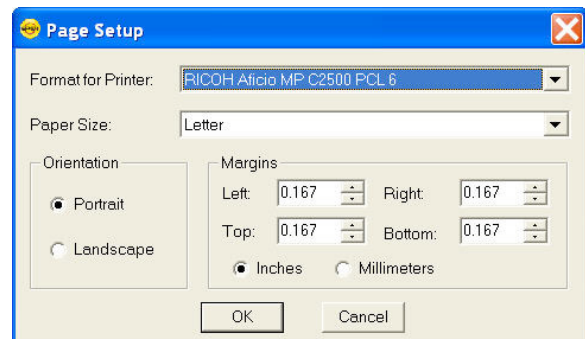 Page Setup
Format for Printer: RICOH Aficio MP C2500 PCL 6
Paper Size: Letter
Orientation
Portrait
Landscape
Margins
Left: 0.167 Right: 0.167
Top: 0.167 Bottom: 0.167
Inches Millimeters
OK Cancel